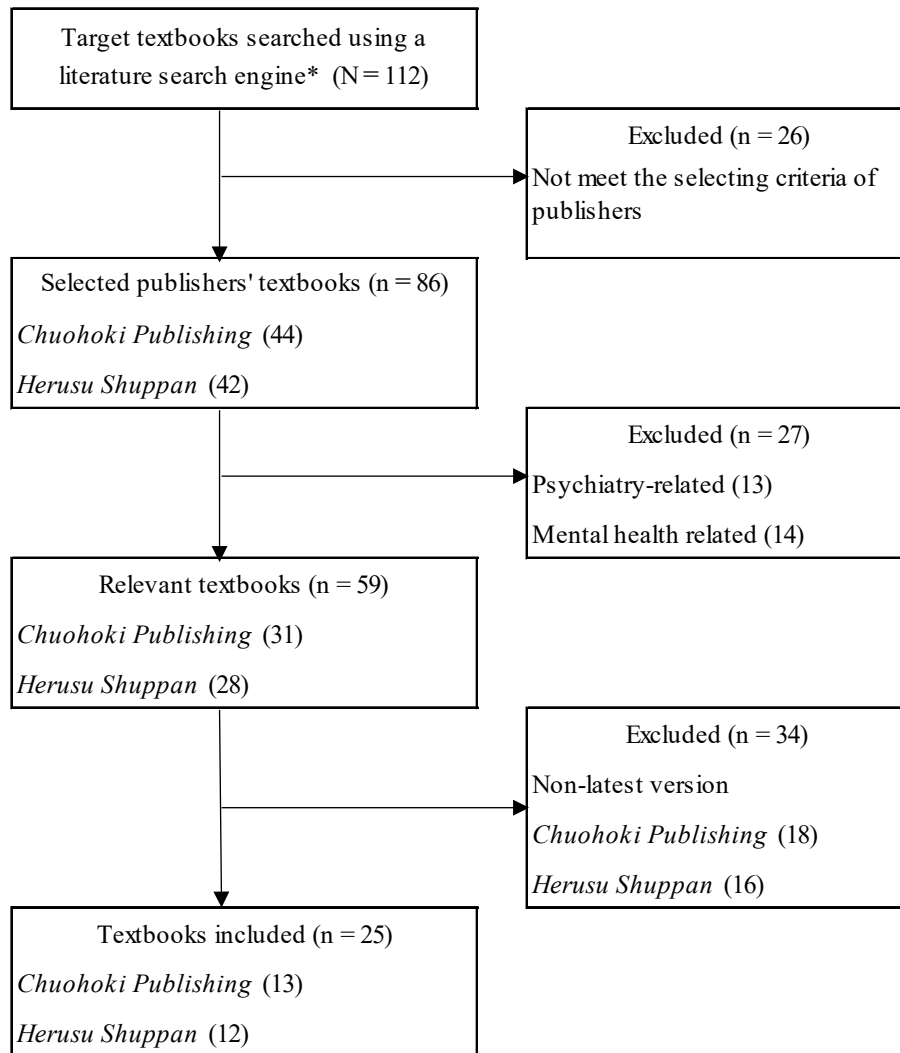 Target textbooks searched using a
literature search engine* (N = 112)
Excluded (n = 26)
Not meet the selecting criteria of
publishers
Selected publishers' textbooks (n = 86)
Chuohoki Publishing (44)
Herusu Shuppan (42)
Excluded (n = 27)
Psychiatry-related (13)
Mental health related (14)
Relevant textbooks (n = 59)
Chuohoki Publishing (31)
Herusu Shuppan (28)
Excluded (n = 34)
Non-latest version
Chuohoki Publishing (18)
Herusu Shuppan (16)
Textbooks included (n = 25)
Chuohoki Publishing (13)
Herusu Shuppan (12)